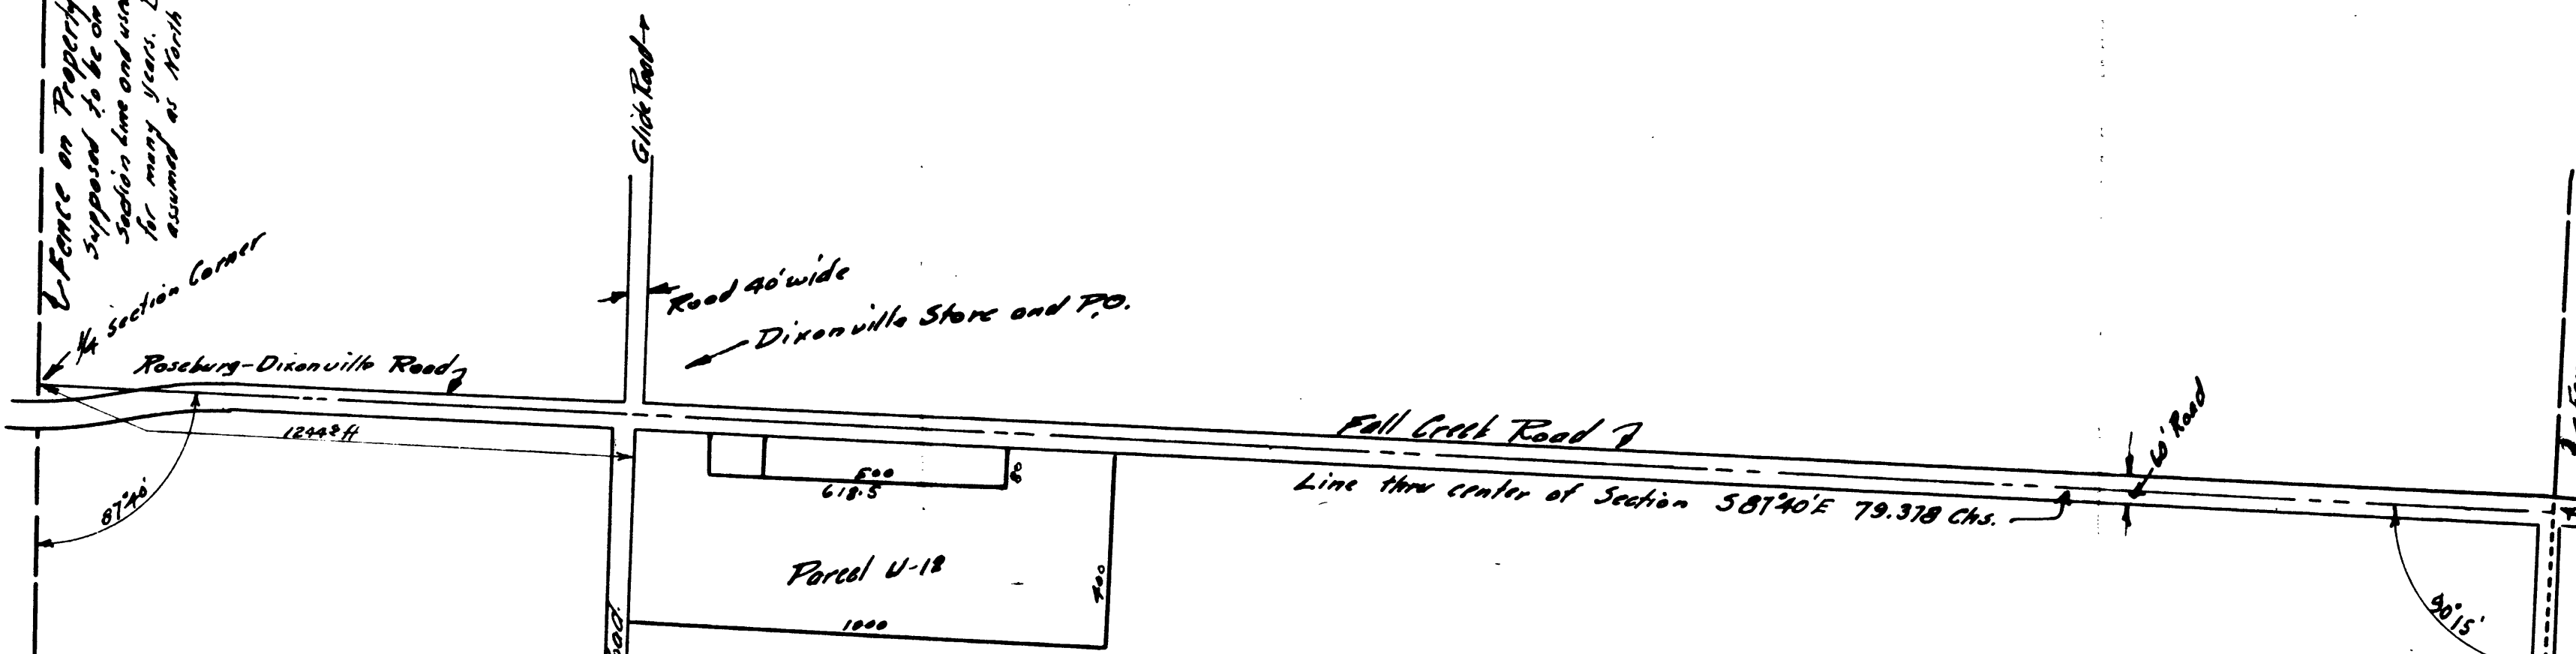 Fence on Property
supposed to be on
Section Line and used
for many years.
assumed as North
1/4 Section Corner
Glide Road
Road 40' wide
Dixonville Store and P.O.
Roseburg-Dixonville Road
1244.8 ft
87°40'
500
618.5
80
Parcel U-18
400
1000
Fall Creek Road
Line thru center of Section S 87°40' E 79.378 Chs.
60' Road
90°15'